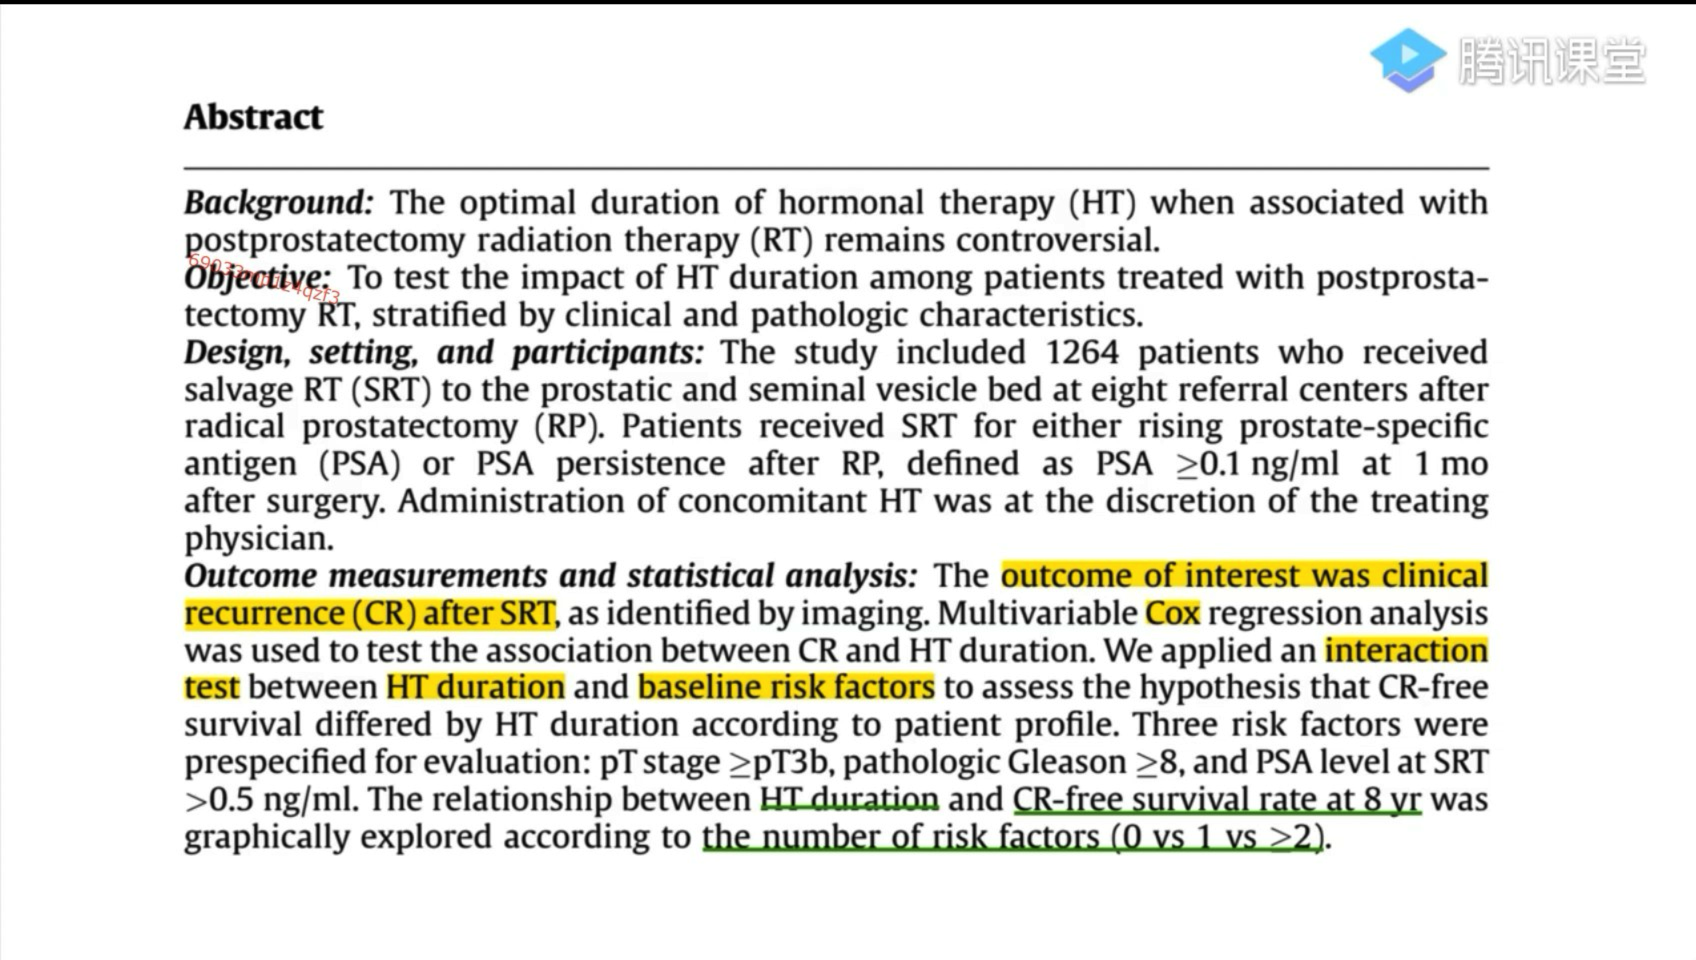 腾讯课堂
Abstract
Background: The optimal duration of hormonal therapy (HT) when associated with
postprostatectomy radiation therapy (RT) remains controversial.
Objective: To test the impact of HT duration among patients treated with postprosta-
tectomy RT, stratified by clinical and pathologic characteristics.
Design, setting, and participants: The study included 1264 patients who received
salvage RT (SRT) to the prostatic and seminal vesicle bed at eight referral centers after
radical prostatectomy (RP). Patients received SRT for either rising prostate-specific
antigen (PSA) or PSA persistence after RP, defined as PSA ≥0.1 ng/ml at 1 mo
after surgery. Administration of concomitant HT was at the discretion of the treating
physician.
Outcome measurements and statistical analysis: The outcome of interest was clinical
recurrence (CR) after SRT, as identified by imaging. Multivariable Cox regression analysis
was used to test the association between CR and HT duration. We applied an interaction
test between HT duration and baseline risk factors to assess the hypothesis that CR-free
survival differed by HT duration according to patient profile. Three risk factors were
prespecified for evaluation: pT stage ≥pT3b, pathologic Gleason ≥8, and PSA level at SRT
>0.5 ng/ml. The relationship between HT duration and CR-free survival rate at 8 yr was
graphically explored according to the number of risk factors (0 vs 1 vs ≥2).